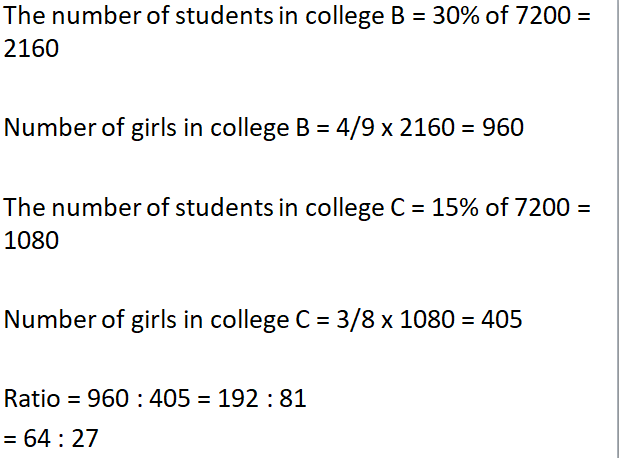 The number of students in college B = 30% of 7200 =
2160
Number of girls in college B = 4/9 x 2160 = 960
The number of students in college C = 15% of 7200 =
1080
Number of girls in college C = 3/8 x 1080 = 405
Ratio = 960 : 405 = 192 : 81
= 64 : 27